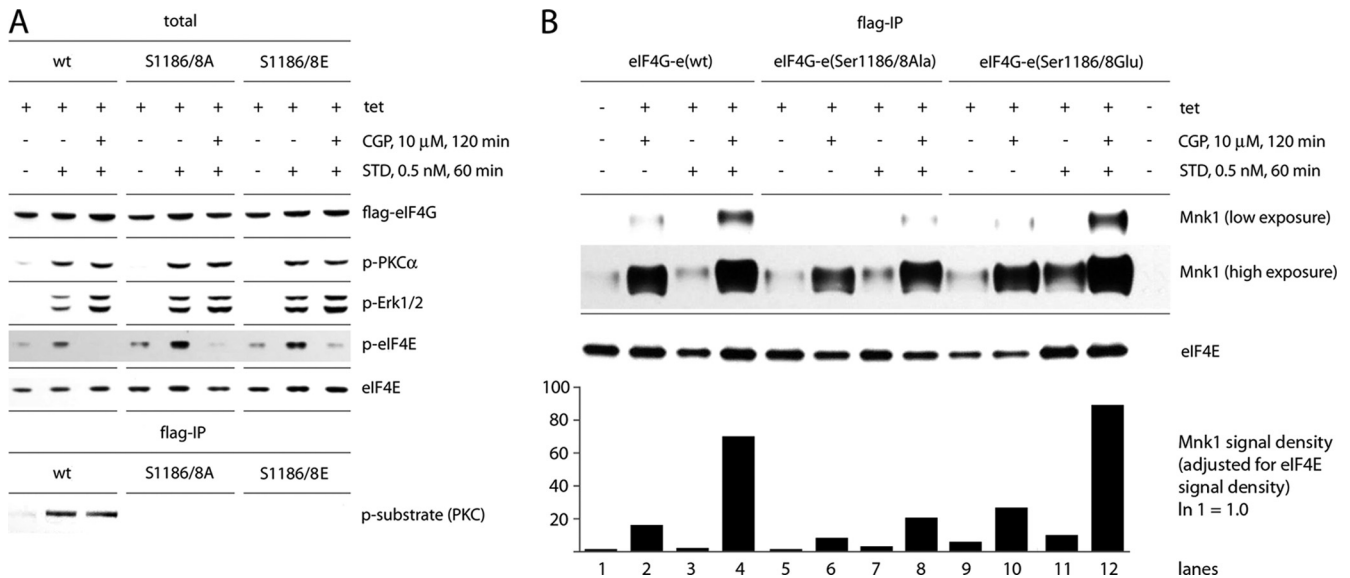 A
total
wt S1186/8A S1186/8E
+ + + + + + + + + tet
- - + - - + - - + CGP, 10 μM, 120 min
- + + - + + - + + STD, 0.5 nM, 60 min
flag-eIF4G
p-PKCα
p-Erk1/2
p-eIF4E
eIF4E
flag-IP
wt S1186/8A S1186/8E
p-substrate (PKC)
B
flag-IP
eIF4G-e(wt) eIF4G-e(Ser1186/8Ala) eIF4G-e(Ser1186/8Glu)
- + + + + + + + + + + + - tet
- + - + - + - + - + - + - CGP, 10 μM, 120 min
- - + + - - + + - - + + - STD, 0.5 nM, 60 min
Mnk1 (low exposure)
Mnk1 (high exposure)
eIF4E
100
80
60
40
20
Mnk1 signal density
(adjusted for eIF4E
signal density)
ln 1 = 1.0
1 2 3 4 5 6 7 8 9 10 11 12 lanes